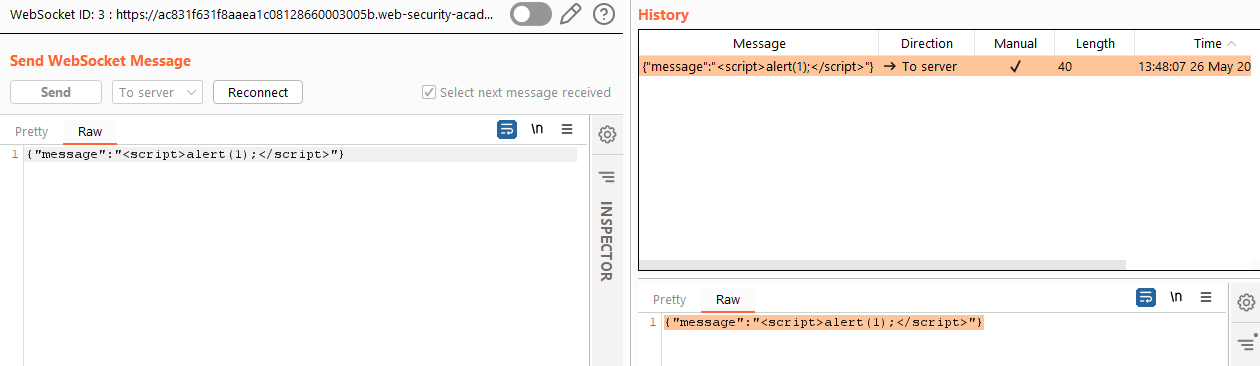 WebSocket ID: 3 : https://ac831f631f8aaea1c08128660003005b.web-security-acad...
Send WebSocket Message
Send To server Reconnect Select next message received
Pretty Raw \n
1 {"message":"<script>alert(1);</script>"}
INSPECTOR
History
Message Direction Manual Length Time
{"message":"<script>alert(1);</script>"} → To server ✓ 40 13:48:07 26 May 20
Pretty Raw \n
1 {"message":"<script>alert(1);</script>"}